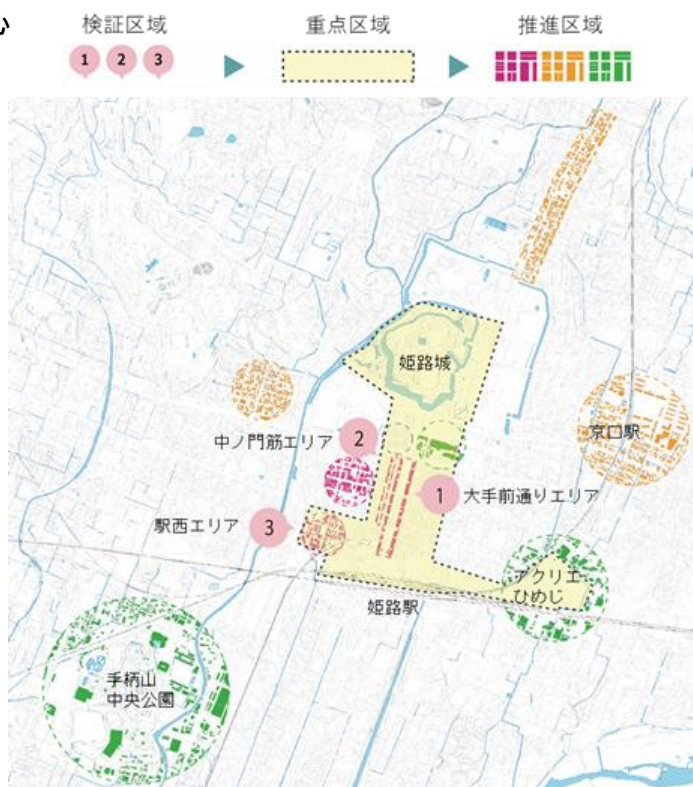 心
検証区域
重点区域
推進区域
1 2 3
姫路城
中ノ門筋エリア
2
京口駅
1
大手前通りエリア
駅西エリア
3
アクリエ
ひめじ
姫路駅
手柄山
中央公園